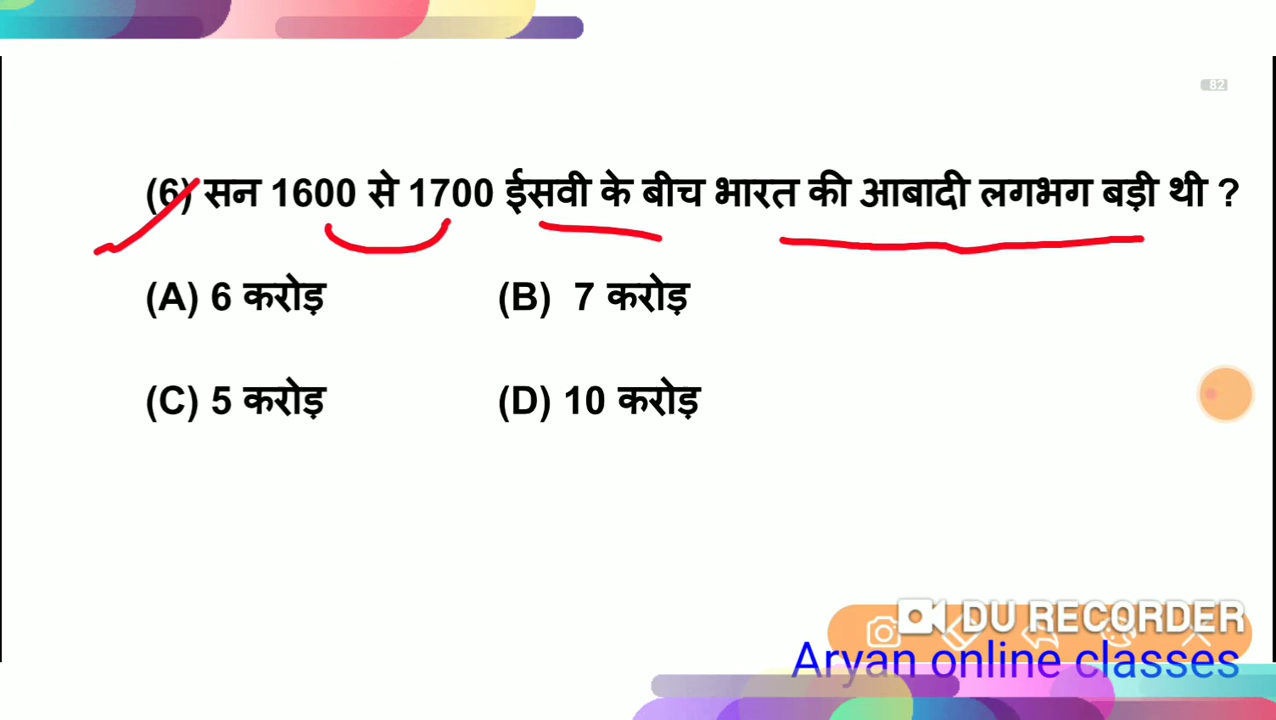 82
(6) सन 1600 से 1700 ईसवी के बीच भारत की आबादी लगभग बड़ी थी ?
(A) 6 करोड़ (B) 7 करोड़
(C) 5 करोड़ (D) 10 करोड़
DU RECORDER
Aryan online classes